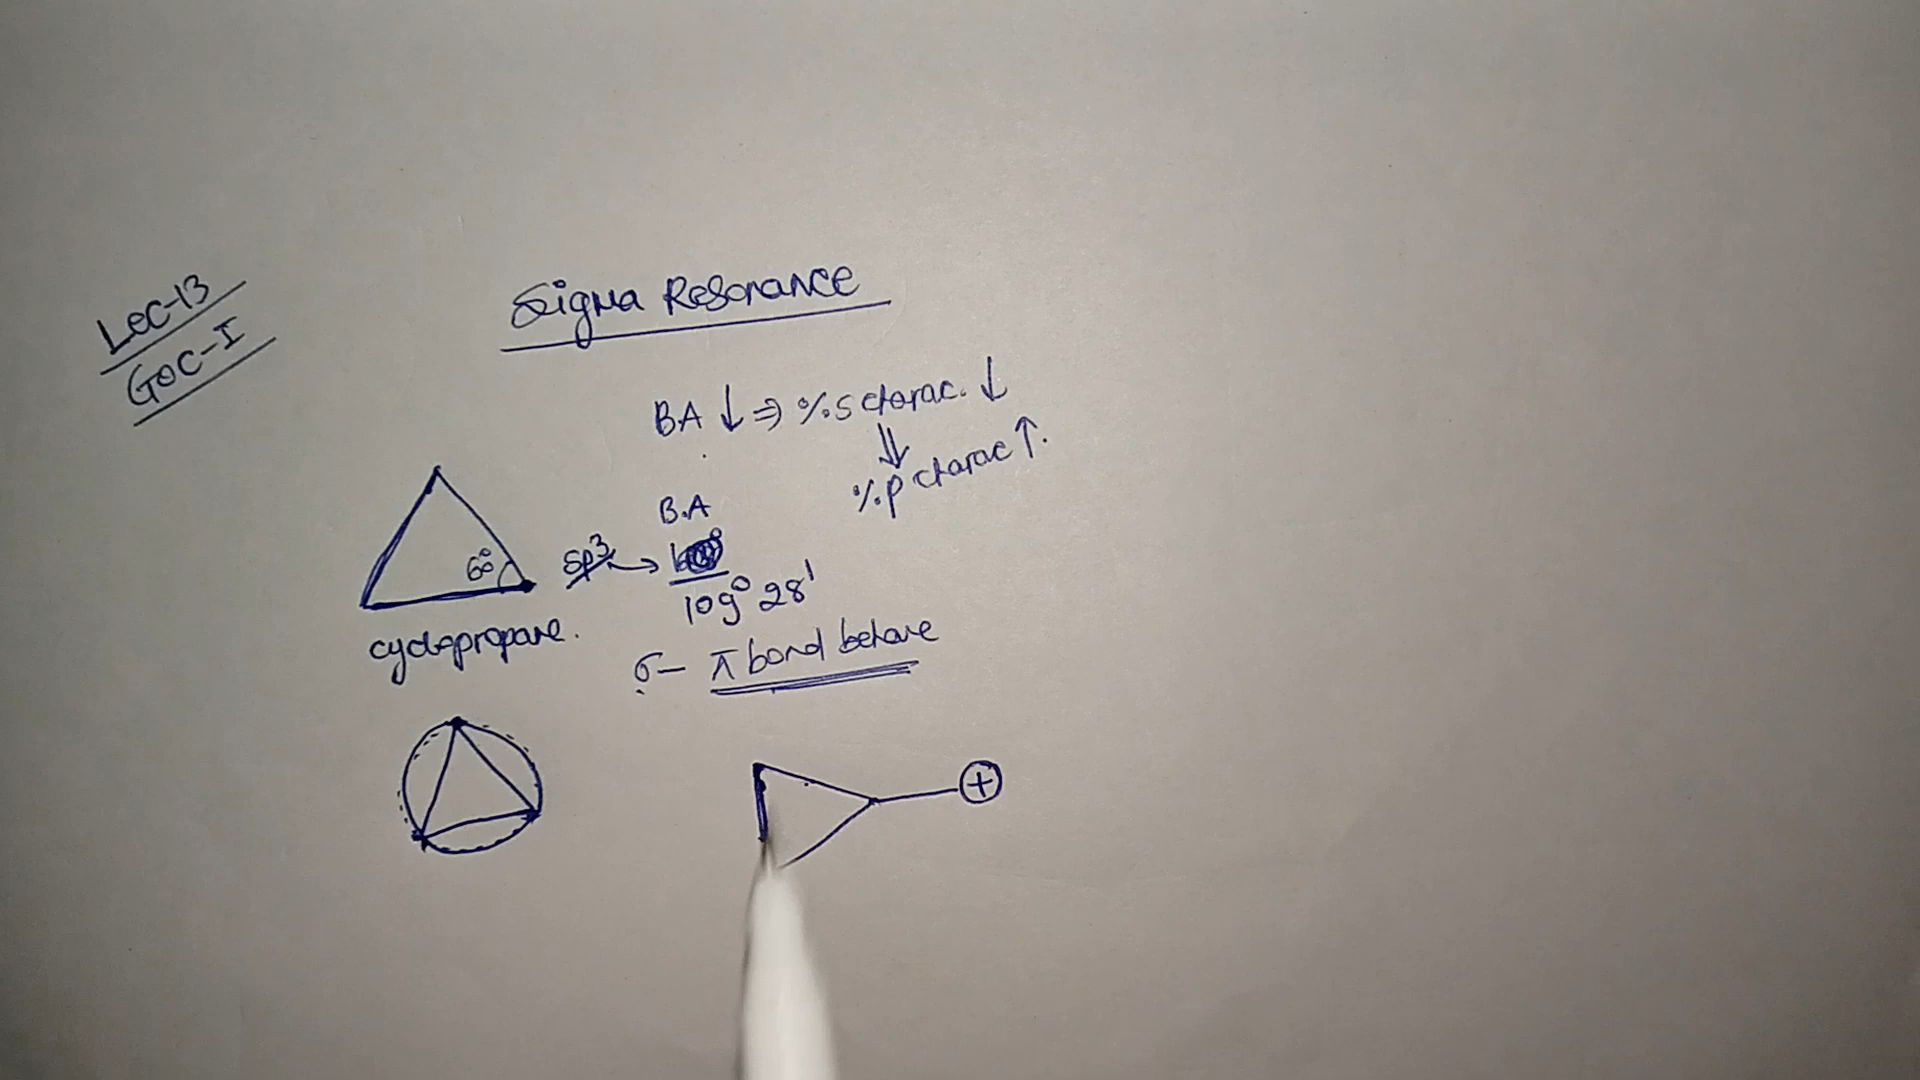 Lec-13
GOC-I
Sigma Resonance
BA ↓ ⇒ %s charac. ↓
⇓
%p charac ↑.
B.A
60° sp3 →
109° 28'
cyclopropane.
σ- π bond behave
+